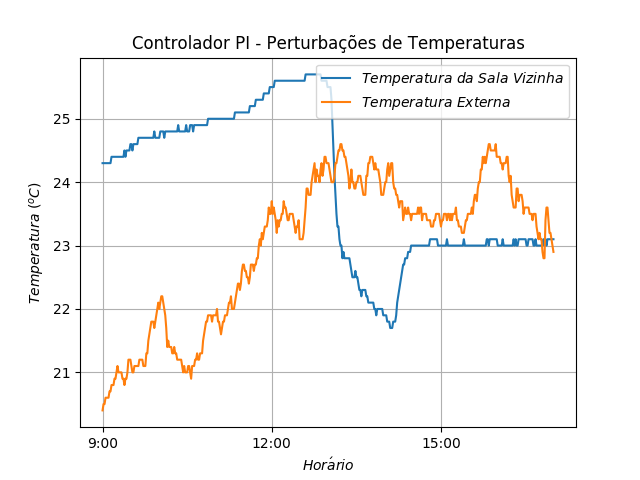 Controlador PI - Perturbações de Temperaturas
Temperatura da Sala Vizinha
Temperatura Externa
25
24
23
22
21
Temperatura (ºC)
9:00
12:00
15:00
Horário